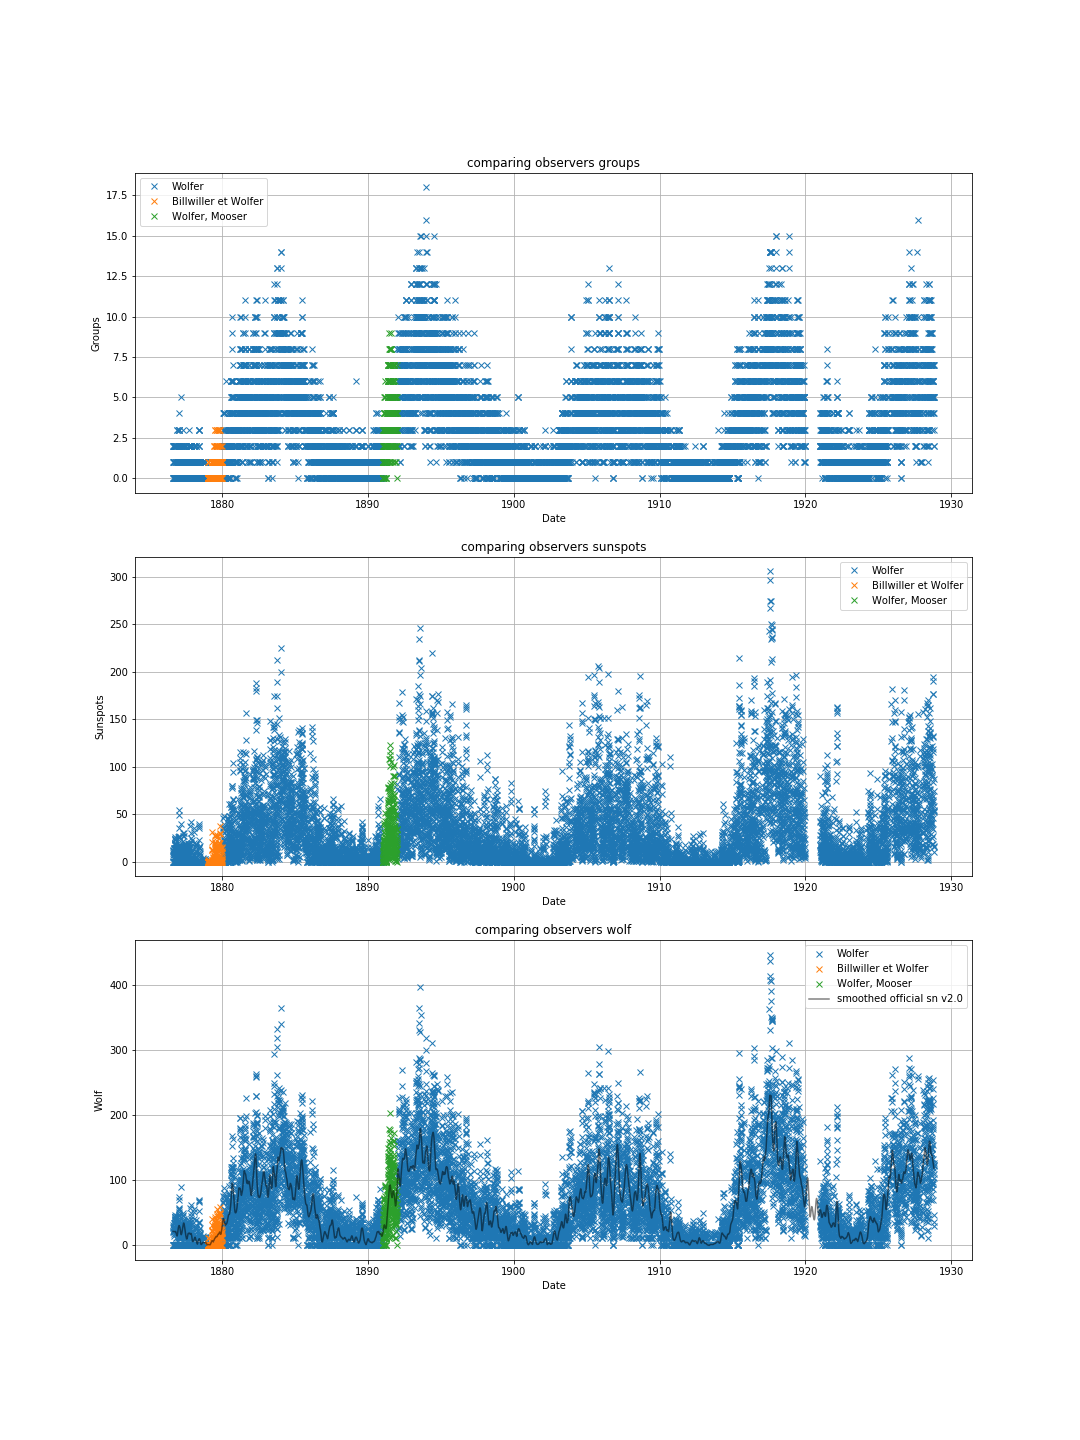 comparing observers groups
Wolfer
Billwiller et Wolfer
Wolfer, Mooser
Groups
17.5
15.0
12.5
10.0
7.5
5.0
2.5
0.0
1880 1890 1900 1910 1920 1930
Date
comparing observers sunspots
Wolfer
Billwiller et Wolfer
Wolfer, Mooser
Sunspots
300
250
200
150
100
50
0
1880 1890 1900 1910 1920 1930
Date
comparing observers wolf
Wolfer
Billwiller et Wolfer
Wolfer, Mooser
smoothed official sn v2.0
Wolf
400
300
200
100
0
1880 1890 1900 1910 1920 1930
Date